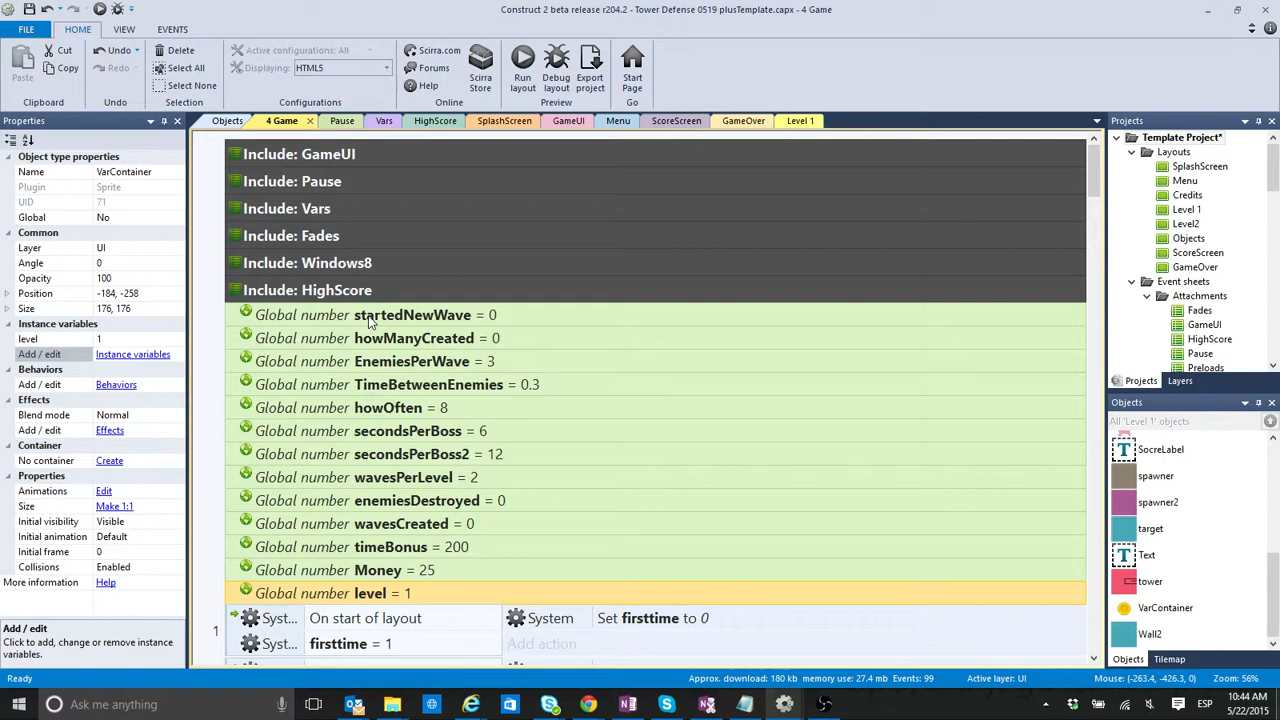 Construct 2 beta release r204.2 - Tower Defense 0519 plusTemplate.capx - 4 Game
FILE HOME VIEW EVENTS
Paste Cut Copy Clipboard
Undo Redo Undo
Delete Select All Select None Selection
Active configurations: All
Displaying: HTML5
Configurations
Scirra.com Forums Help Scirra Store Online
Run layout Debug layout Export project Preview
Start Page Go
Properties
Objects 4 Game Pause Vars HighScore SplashScreen GameUI Menu ScoreScreen GameOver Level 1
Projects
Object type properties
Name VarContainer
Plugin Sprite
UID 71
Global No
Common
Layer UI
Angle 0
Opacity 100
Position -184, -258
Size 176, 176
Instance variables
level 1
Add / edit Instance variables
Behaviors
Add / edit Behaviors
Effects
Blend mode Normal
Add / edit Effects
Container
No container Create
Properties
Animations Edit
Size Make 1:1
Initial visibility Visible
Initial animation Default
Initial frame 0
Collisions Enabled
More information Help
Add / edit
Click to add, change or remove instance
variables.
Include: GameUI
Include: Pause
Include: Vars
Include: Fades
Include: Windows8
Include: HighScore
Global number startedNewWave = 0
Global number howManyCreated = 0
Global number EnemiesPerWave = 3
Global number TimeBetweenEnemies = 0.3
Global number howOften = 8
Global number secondsPerBoss = 6
Global number secondsPerBoss2 = 12
Global number wavesPerLevel = 2
Global number enemiesDestroyed = 0
Global number wavesCreated = 0
Global number timeBonus = 200
Global number Money = 25
Global number level = 1
1 Syst... On start of layout System Set firsttime to 0
Syst... firsttime = 1 Add action
Template Project*
Layouts
SplashScreen
Menu
Credits
Level 1
Level2
Objects
ScoreScreen
GameOver
Event sheets
Attachments
Fades
GameUI
HighScore
Pause
Preloads
Projects Layers
Objects
All 'Level 1' objects
T SocreLabel
spawner
spawner2
target
T Text
tower
VarContainer
Wall2
Objects Tilemap
Ready Approx. download: 180 kb memory use: 27.4 mb Events: 99 Active layer: UI Mouse: (-263.4, -426.3, 0) Zoom: 56%
Ask me anything ESP 10:44 AM
5/22/2015